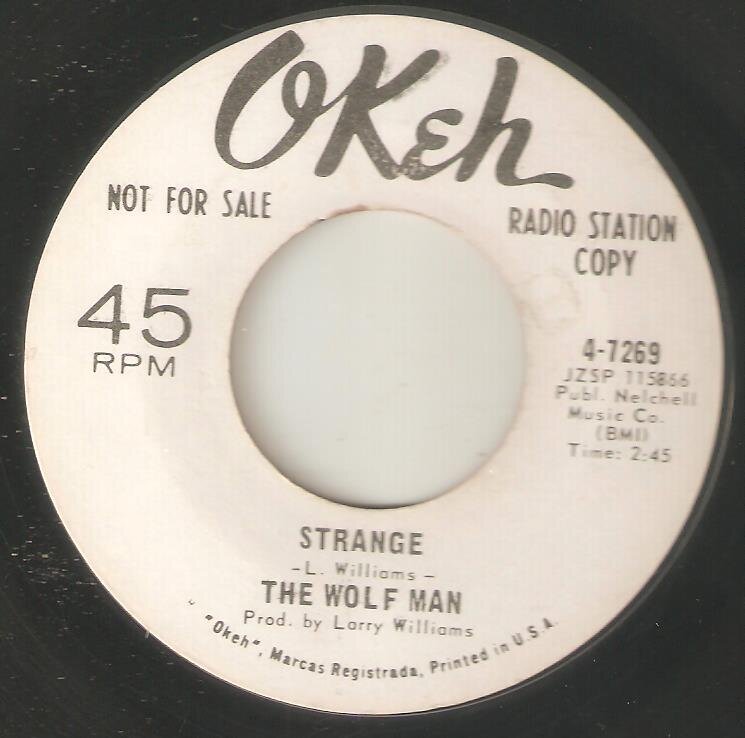 OKeh
NOT FOR SALE
RADIO STATION
COPY
45
RPM
4-7269
JZSP 115866
Publ. Nelchell
Music Co.
(BMI)
Time: 2:45
STRANGE
-L. Williams-
THE WOLF MAN
Prod. by Larry Williams
"Okeh", Marcas Registrada, Printed in U.S.A.